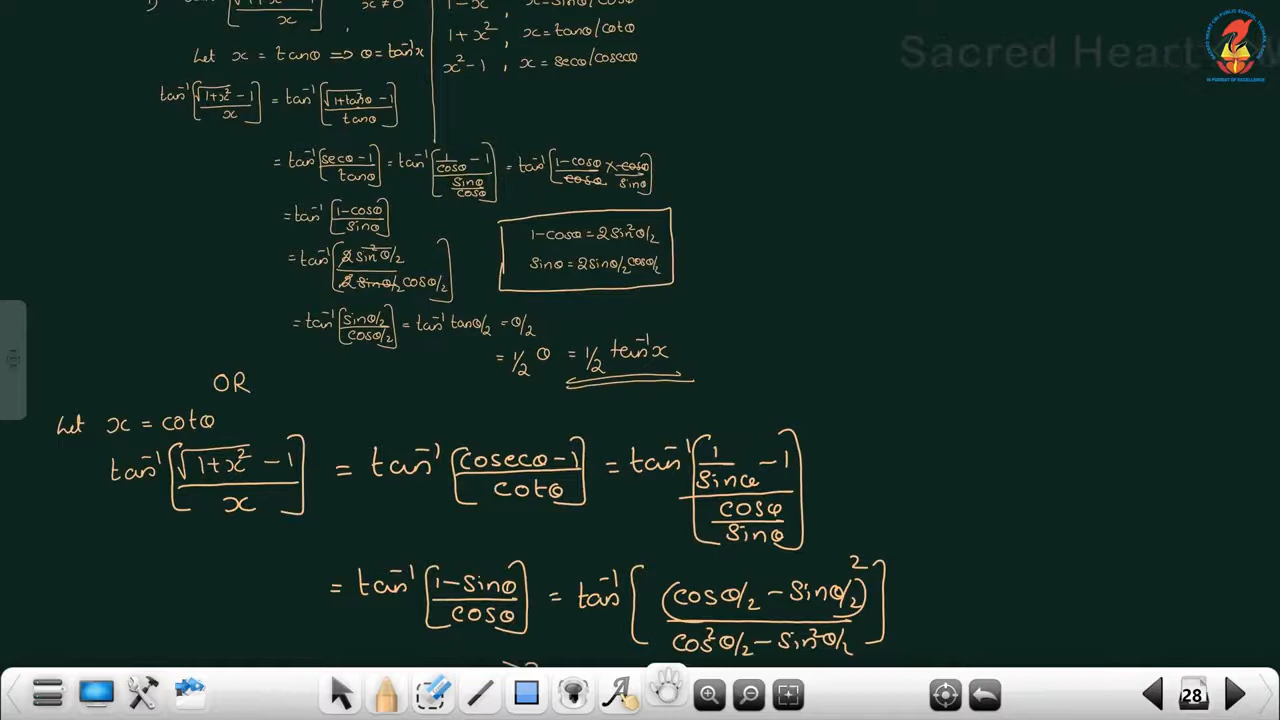 tan⁻¹[(√(1+x²) −1)/x] , x≠0
1−x² , x=sinθ/cosθ
1+x² , x=tanθ/cotθ
x²−1 , x=secθ/cosecθ
Let x = tanθ ⟹ θ=tan⁻¹x
tan⁻¹[(√(1+x²) −1)/x] = tan⁻¹[(√(1+tan²θ) −1)/tanθ]
= tan⁻¹[(secθ−1)/tanθ] = tan⁻¹[(1/cosθ −1)/(sinθ/cosθ)] = tan⁻¹[(1−cosθ)/cosθ × cosθ/sinθ]
= tan⁻¹[(1−cosθ)/sinθ]
1−cosθ = 2sin²θ/2
sinθ = 2sinθ/2 cosθ/2
= tan⁻¹[2sin²θ/2 / 2sinθ/2 cosθ/2]
= tan⁻¹[sinθ/2 / cosθ/2] = tan⁻¹ tanθ/2 = θ/2
= 1/2 θ = 1/2 tan⁻¹x
OR
Let x = cotθ
tan⁻¹[(√(1+x²) −1)/x] = tan⁻¹[(cosecθ−1)/cotθ] = tan⁻¹[(1/sinθ −1)/(cosθ/sinθ)]
= tan⁻¹[(1−sinθ)/cosθ] = tan⁻¹[(cosθ/2 − sinθ/2)² / (cos²θ/2 − sin²θ/2)]
Sacred Heart
28